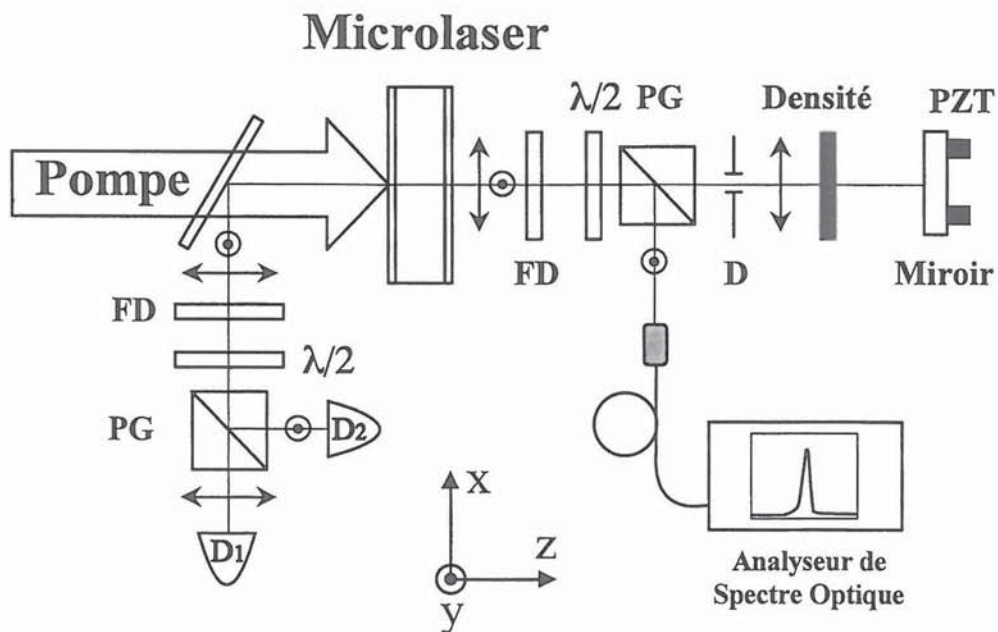 Microlaser
λ/2 PG Densité PZT
Pompe
FD D Miroir
FD
λ/2
PG
D2
D1
X
Z
y
Analyseur de
Spectre Optique